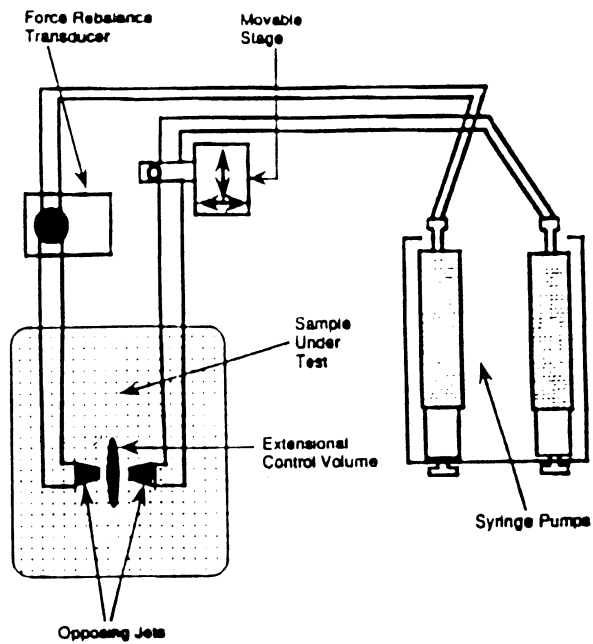 Force Rebalance
Transducer
Movable
Stage
Sample
Under
Test
Extensional
Control Volume
Syringe Pumps
Opposing Jets